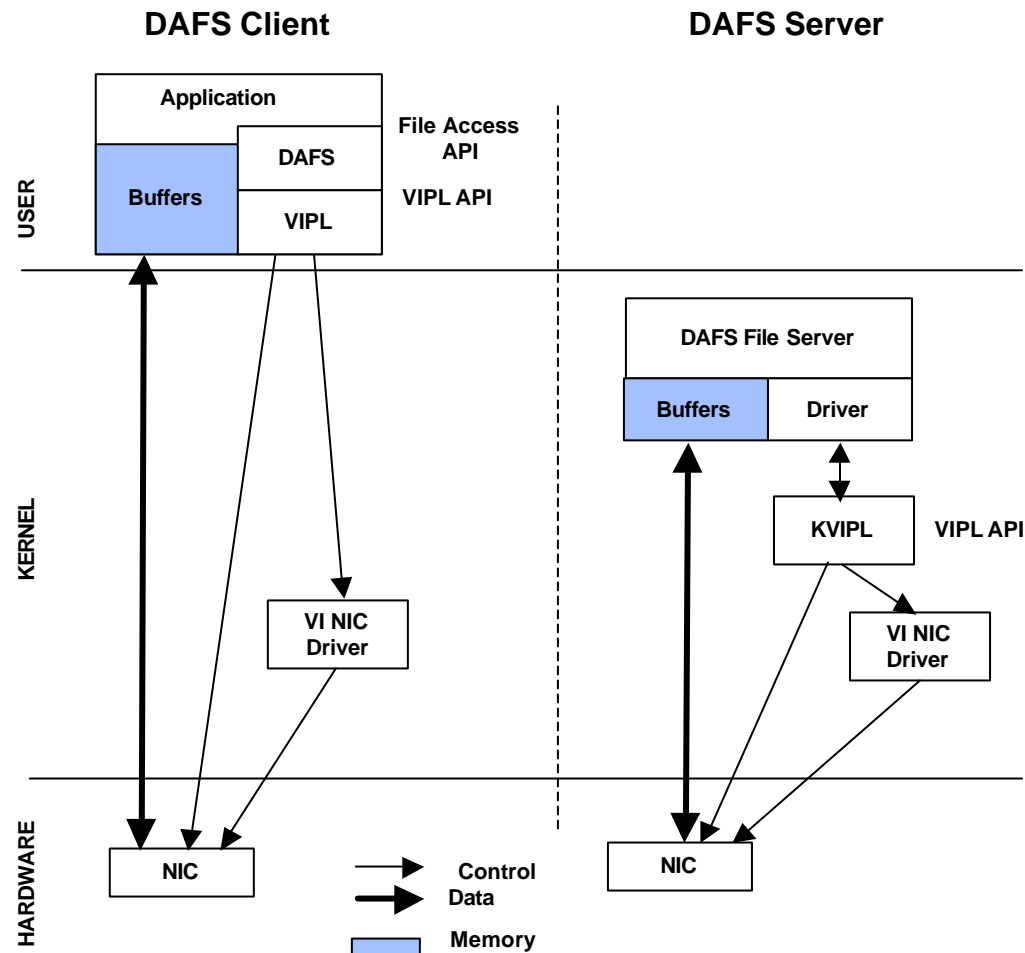 DAFS Client
DAFS Server
Application
File Access
API
DAFS
Buffers
VIPL API
VIPL
USER
DAFS File Server
Buffers
Driver
KVIPL
VIPL API
KERNEL
VI NIC
Driver
VI NIC
Driver
HARDWARE
NIC
NIC
Control
Data
Memory